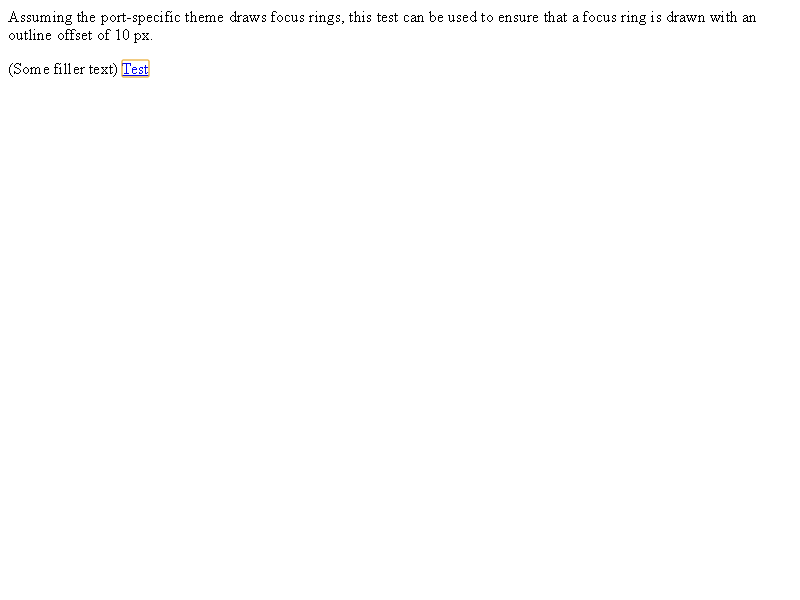 Assuming the port-specific theme draws focus rings, this test can be used to ensure that a focus ring is drawn with an
outline offset of 10 px.
(Some filler text) Test